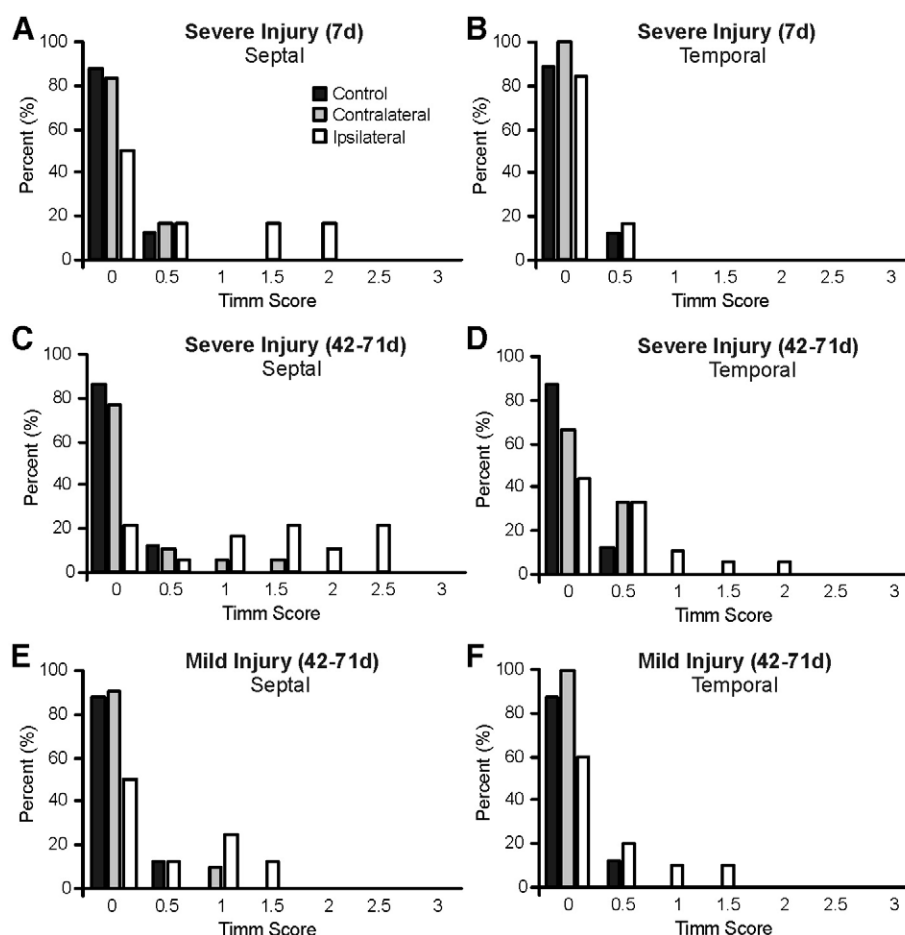 A
Severe Injury (7d)
Septal
Control
Contralateral
Ipsilateral
Percent (%)
100
80
60
40
20
0
0 0.5 1 1.5 2 2.5 3
Timm Score
B
Severe Injury (7d)
Temporal
Percent (%)
100
80
60
40
20
0
0 0.5 1 1.5 2 2.5 3
Timm Score
C
Severe Injury (42-71d)
Septal
Percent (%)
100
80
60
40
20
0
0 0.5 1 1.5 2 2.5 3
Timm Score
D
Severe Injury (42-71d)
Temporal
Percent (%)
100
80
60
40
20
0
0 0.5 1 1.5 2 2.5 3
Timm Score
E
Mild Injury (42-71d)
Septal
Percent (%)
100
80
60
40
20
0
0 0.5 1 1.5 2 2.5 3
Timm Score
F
Mild Injury (42-71d)
Temporal
Percent (%)
100
80
60
40
20
0
0 0.5 1 1.5 2 2.5 3
Timm Score